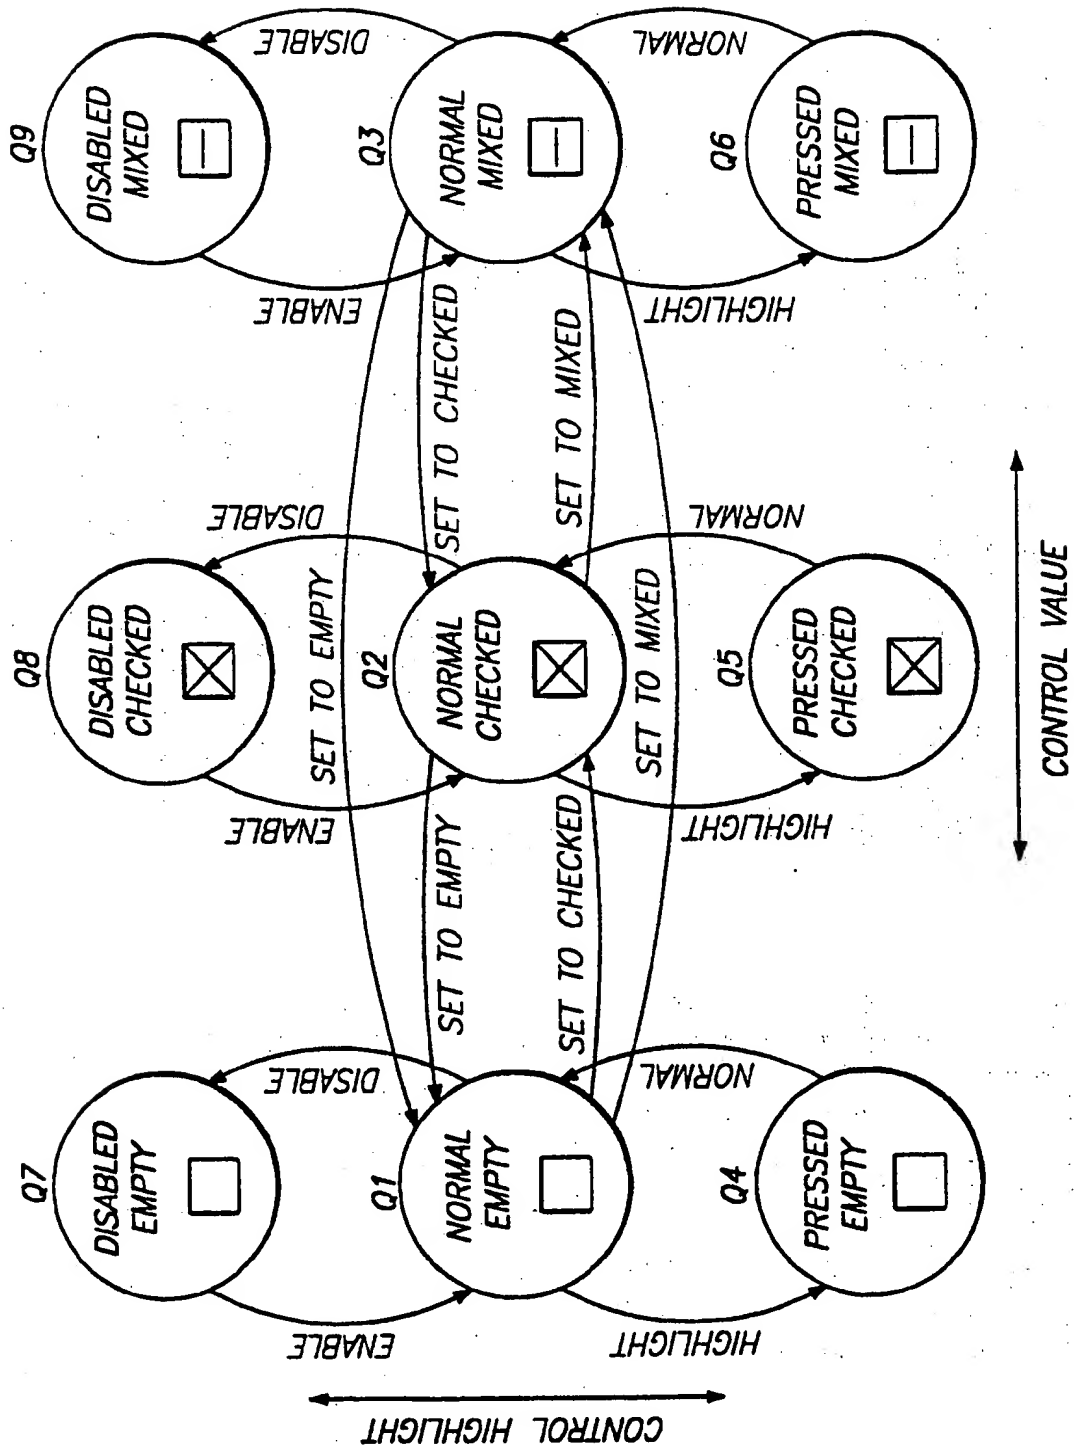 Q7
DISABLED
EMPTY
Q8
DISABLED
CHECKED
Q9
DISABLED
MIXED
ENABLE
DISABLE
ENABLE
DISABLE
ENABLE
DISABLE
SET TO EMPTY
Q1
NORMAL
EMPTY
SET TO EMPTY
SET TO CHECKED
Q2
NORMAL
CHECKED
SET TO CHECKED
SET TO MIXED
Q3
NORMAL
MIXED
SET TO MIXED
HIGHLIGHT
NORMAL
HIGHLIGHT
NORMAL
HIGHLIGHT
NORMAL
Q4
PRESSED
EMPTY
Q5
PRESSED
CHECKED
Q6
PRESSED
MIXED
CONTROL HIGHLIGHT
CONTROL VALUE